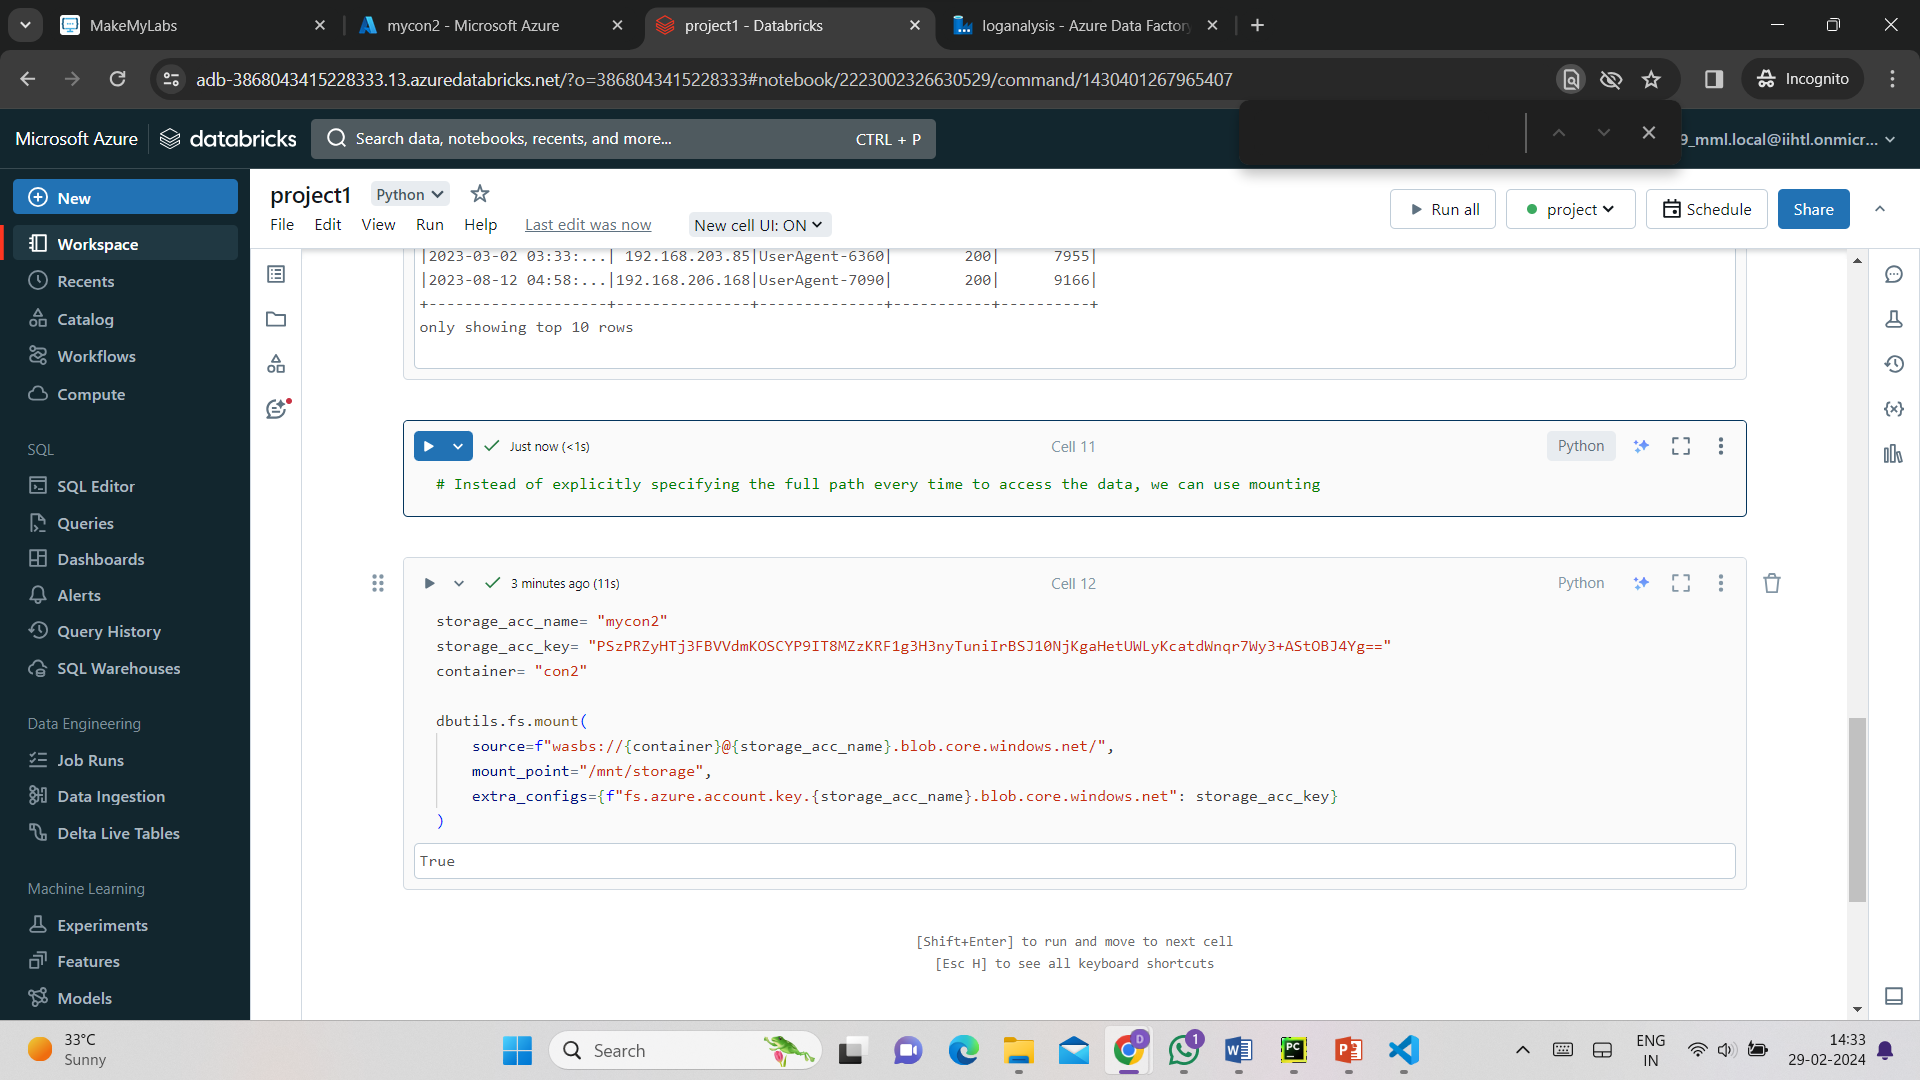 MakeMyLabs
mycon2 - Microsoft Azure
project1 - Databricks
loganalysis - Azure Data Factory
adb-3868043415228333.13.azuredatabricks.net/?o=3868043415228333#notebook/2223002326630529/command/1430401267965407
Incognito
Microsoft Azure
databricks
Search data, notebooks, recents, and more...
CTRL + P
9_mml.local@iihtl.onmicr...
New
Workspace
Recents
Catalog
Workflows
Compute
SQL
SQL Editor
Queries
Dashboards
Alerts
Query History
SQL Warehouses
Data Engineering
Job Runs
Data Ingestion
Delta Live Tables
Machine Learning
Experiments
Features
Models
project1
Python
File Edit View Run Help Last edit was now New cell UI: ON
Run all
project
Schedule
Share
|2023-03-02 03:33:...| 192.168.203.85|UserAgent-6360| 200| 7955|
|2023-08-12 04:58:...|192.168.206.168|UserAgent-7090| 200| 9166|
+--------------------+---------------+--------------+-----------+----------+
only showing top 10 rows
Just now (<1s)
Cell 11
Python
# Instead of explicitly specifying the full path every time to access the data, we can use mounting
3 minutes ago (11s)
Cell 12
Python
storage_acc_name= "mycon2"
storage_acc_key= "PSzPRZyHTj3FBVVdmKOSCYP9IT8MZzKRF1g3H3nyTuniIrBSJ10NjKgaHetUWLyKcatdWnqr7Wy3+AStOBJ4Yg=="
container= "con2"
dbutils.fs.mount(
source=f"wasbs://{container}@{storage_acc_name}.blob.core.windows.net/",
mount_point="/mnt/storage",
extra_configs={f"fs.azure.account.key.{storage_acc_name}.blob.core.windows.net": storage_acc_key}
)
True
[Shift+Enter] to run and move to next cell
[Esc H] to see all keyboard shortcuts
33°C
Sunny
Search
D
1
PC
ENG
IN
14:33
29-02-2024